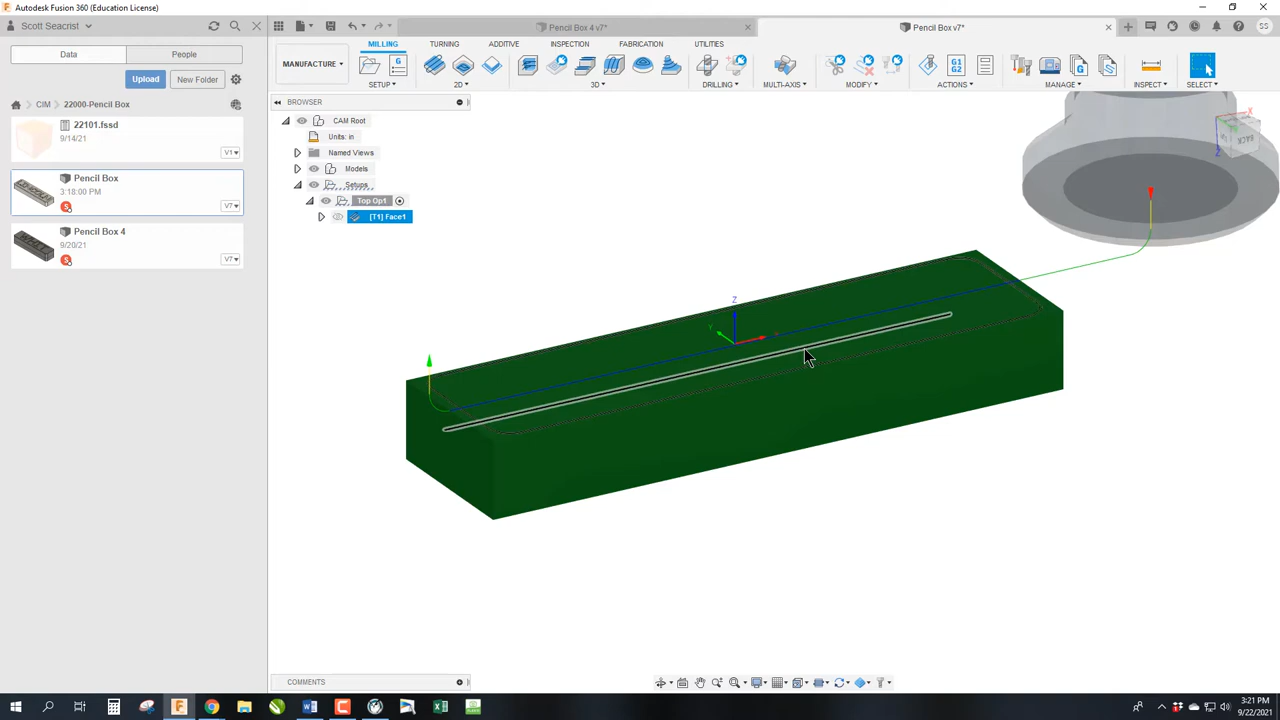 Autodesk Fusion 360 (Education License)
Scott Seacrist
Pencil Box 4 v7*
Pencil Box v7*
SS
Data
People
MILLING
TURNING
ADDITIVE
INSPECTION
FABRICATION
UTILITIES
MANUFACTURE
G
G1
G2
G
S
Upload
New Folder
SETUP
2D
3D
DRILLING
MULTI-AXIS
MODIFY
ACTIONS
MANAGE
INSPECT
SELECT
CIM
22000-Pencil Box
BROWSER
22101.fssd
9/14/21
V1
CAM Root
Units: in
Named Views
Models
Setups
Top Op1
[T1] Face1
Pencil Box
3:18:00 PM
V7
Pencil Box 4
9/20/21
V7
X
Z
BACK
Z
Y
COMMENTS
3:21 PM
9/22/2021